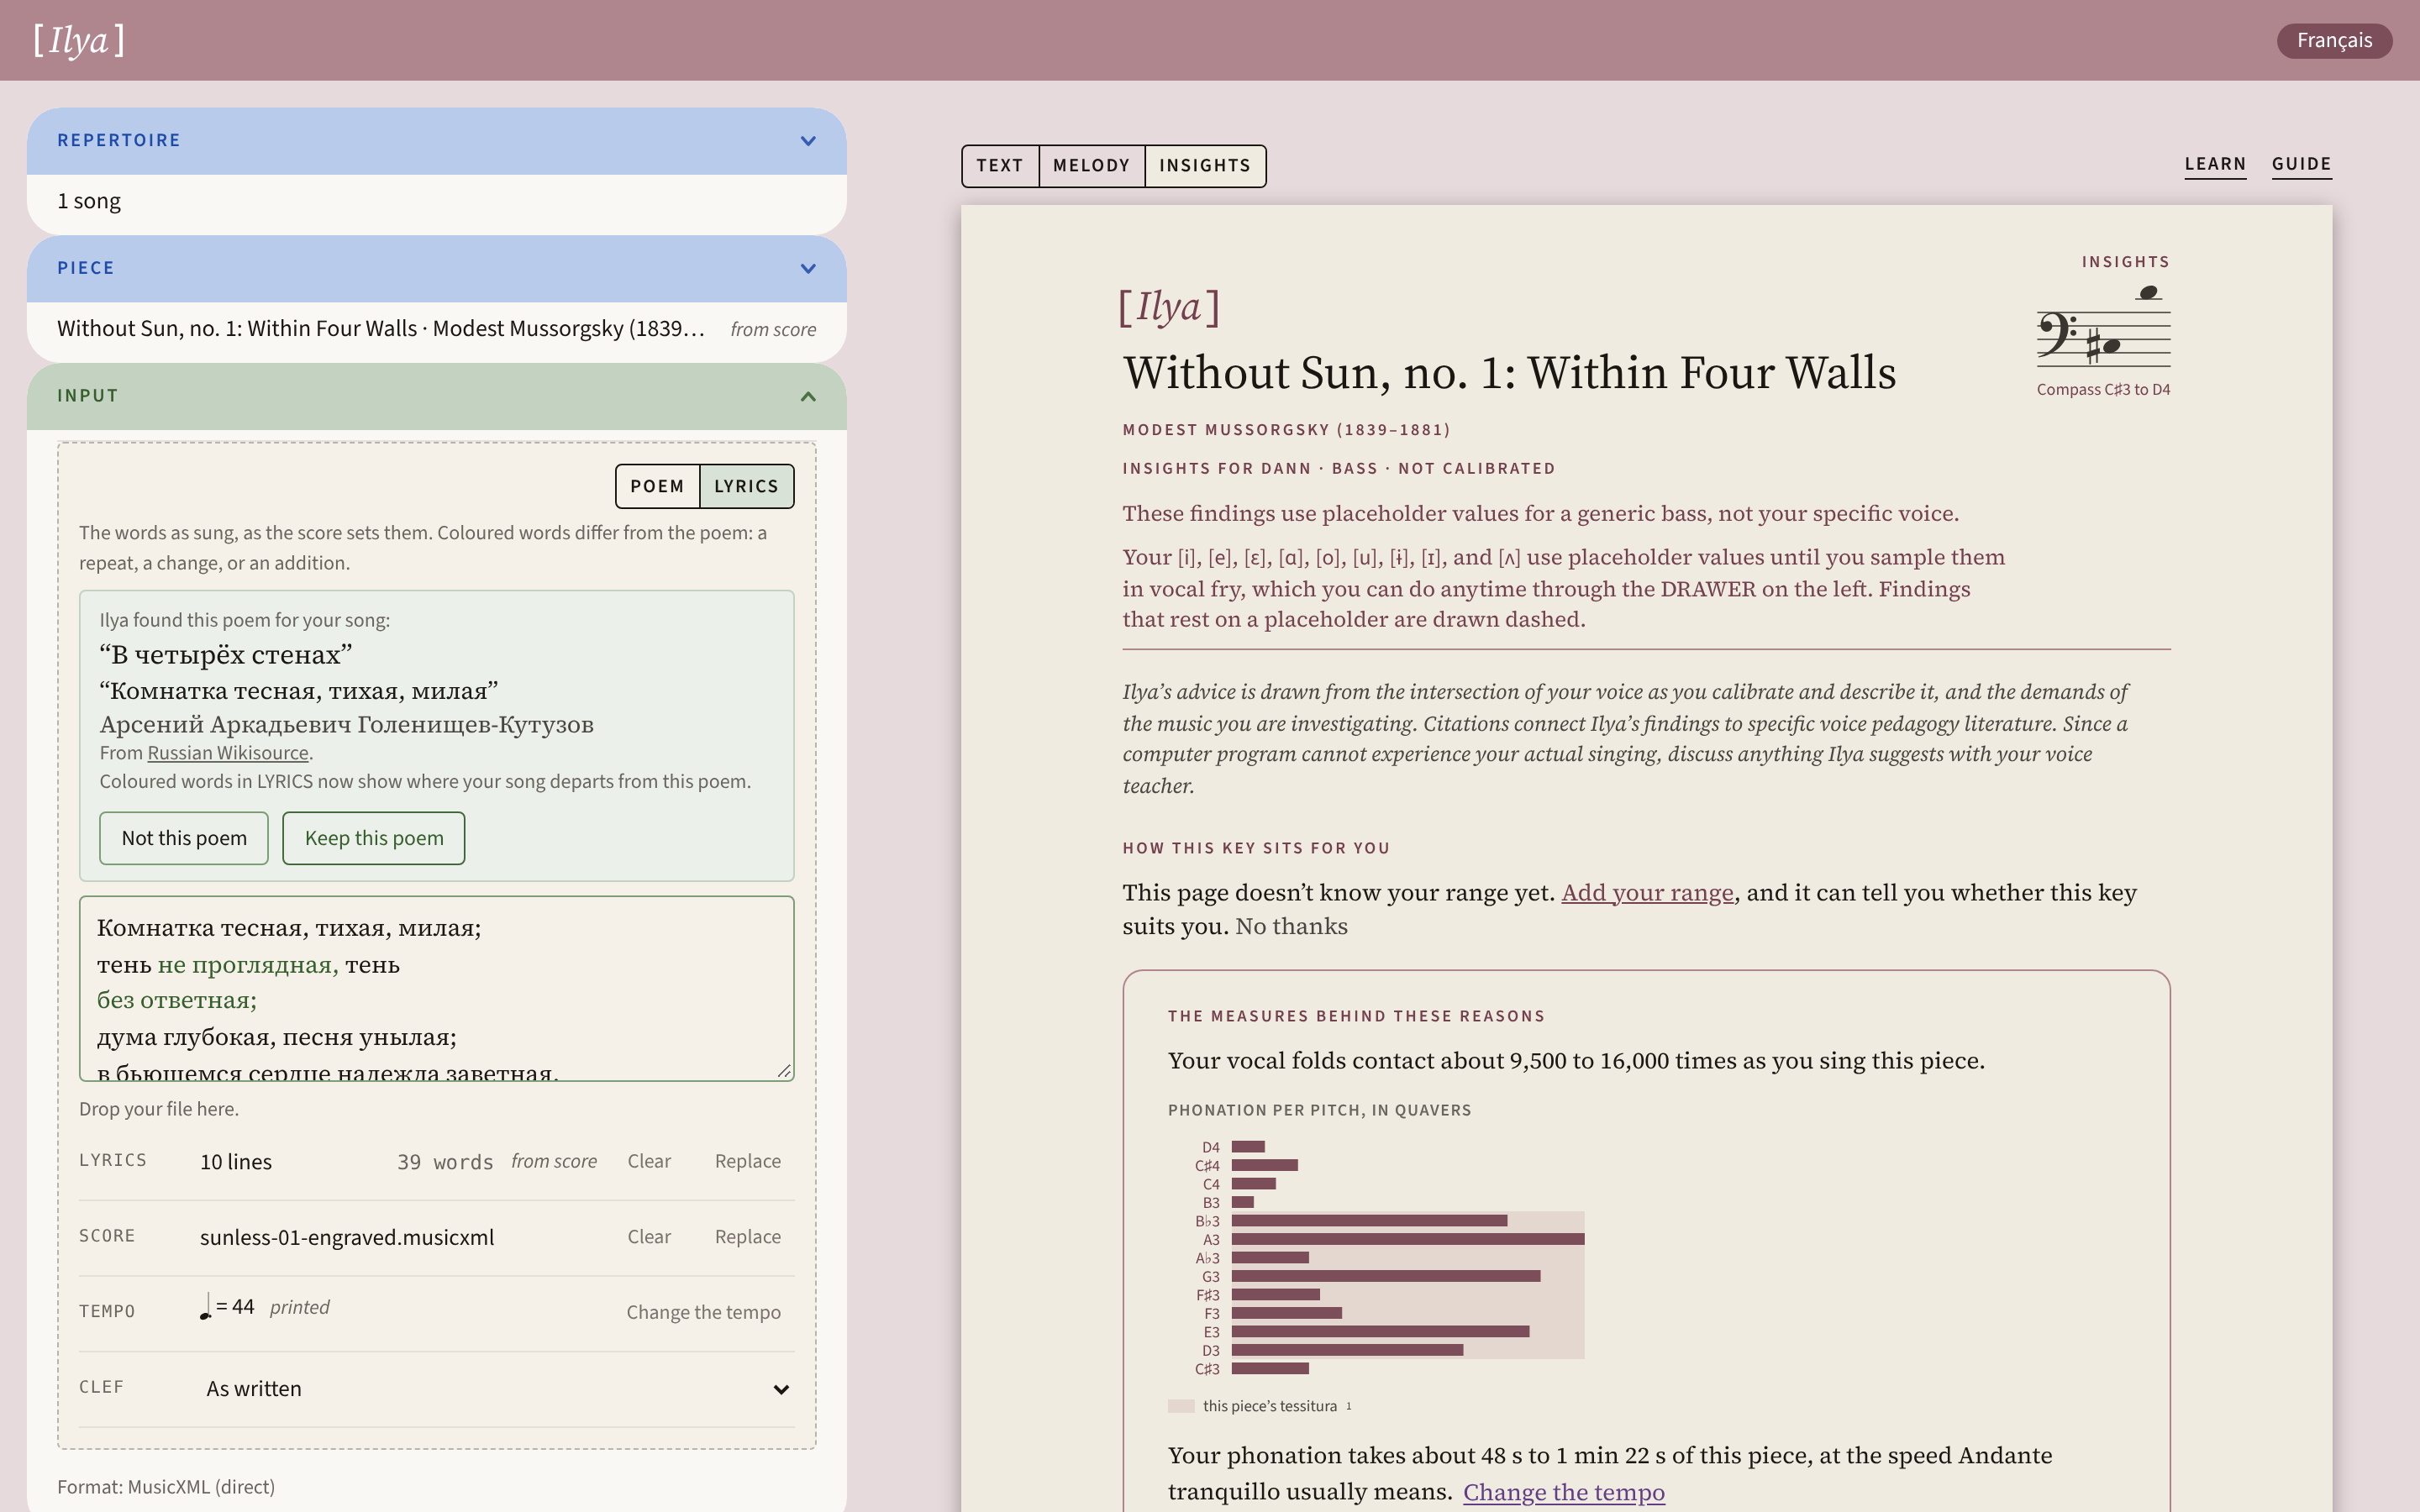 [Ilya]
Français
REPERTOIRE
1 song
PIECE
Without Sun, no. 1: Within Four Walls · Modest Mussorgsky (1839… from score
INPUT
POEM LYRICS
The words as sung, as the score sets them. Coloured words differ from the poem: a
repeat, a change, or an addition.
Ilya found this poem for your song:
“В четырёх стенах”
“Комнатка тесная, тихая, милая”
Арсений Аркадьевич Голенищев-Кутузов
From Russian Wikisource.
Coloured words in LYRICS now show where your song departs from this poem.
Not this poem Keep this poem
Комнатка тесная, тихая, милая;
тень не проглядная, тень
без ответная;
дума глубокая, песня унылая;
в бьющемся сердце надежда заветная,
Drop your file here.
LYRICS 10 lines 39 words from score Clear Replace
SCORE sunless-01-engraved.musicxml Clear Replace
TEMPO = 44 printed Change the tempo
CLEF As written
Format: MusicXML (direct)
TEXT MELODY INSIGHTS
LEARN GUIDE
INSIGHTS
[Ilya]
Without Sun, no. 1: Within Four Walls
Compass C♯3 to D4
MODEST MUSSORGSKY (1839–1881)
INSIGHTS FOR DANN · BASS · NOT CALIBRATED
These findings use placeholder values for a generic bass, not your specific voice.
Your [i], [e], [ɛ], [ɑ], [o], [u], [ɨ], [ɪ], and [ʌ] use placeholder values until you sample them
in vocal fry, which you can do anytime through the DRAWER on the left. Findings
that rest on a placeholder are drawn dashed.
Ilya’s advice is drawn from the intersection of your voice as you calibrate and describe it, and the demands of
the music you are investigating. Citations connect Ilya’s findings to specific voice pedagogy literature. Since a
computer program cannot experience your actual singing, discuss anything Ilya suggests with your voice
teacher.
HOW THIS KEY SITS FOR YOU
This page doesn’t know your range yet. Add your range, and it can tell you whether this key
suits you. No thanks
THE MEASURES BEHIND THESE REASONS
Your vocal folds contact about 9,500 to 16,000 times as you sing this piece.
PHONATION PER PITCH, IN QUAVERS
D4
C♯4
C4
B3
B♭3
A3
A♭3
G3
F♯3
F3
E3
D3
C♯3
this piece’s tessitura 1
Your phonation takes about 48 s to 1 min 22 s of this piece, at the speed Andante
tranquillo usually means. Change the tempo